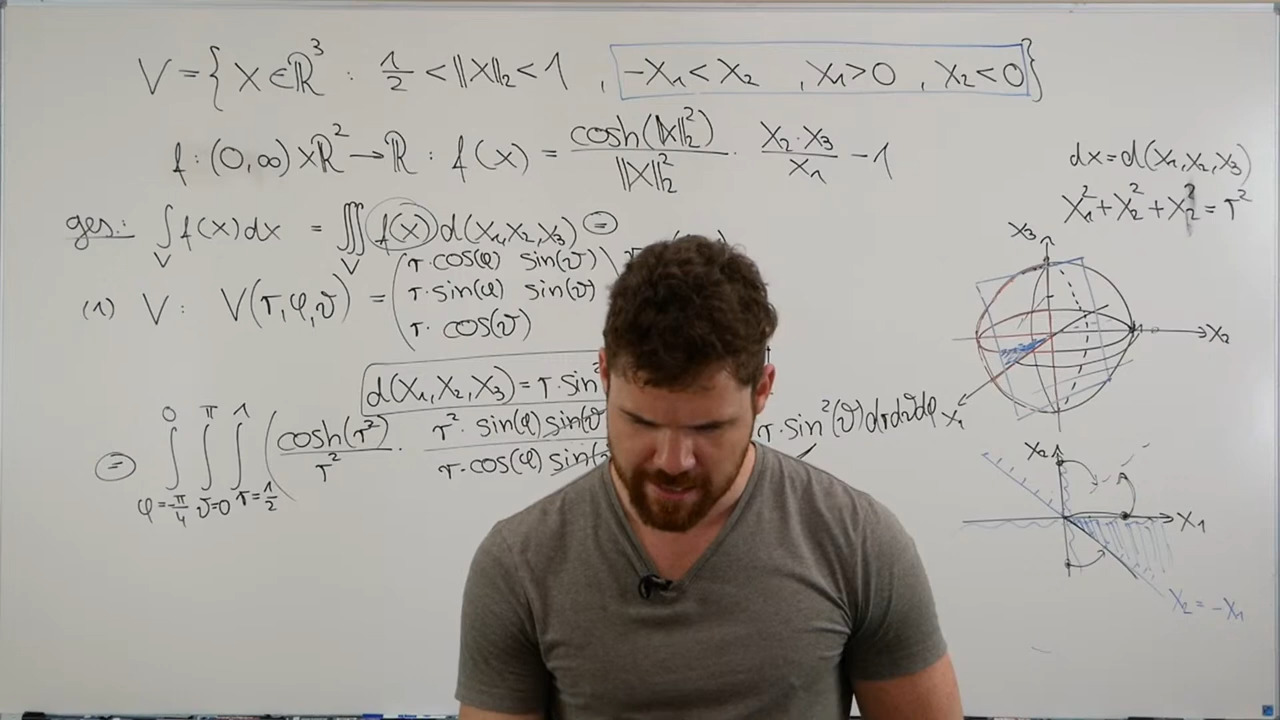 V = { X ∈ ℝ³ : 1/2 < ||X||₂ < 1 , -X₁ < X₂ , X₁ > 0 , X₂ < 0 }
f : (0,∞) × ℝ² → ℝ : f(x) = cosh(||X||₂²) / ||X||₂² · X₂·X₃ / X₁ - 1
dx = d(X₁,X₂,X₃)
X₁² + X₂² + X₂² = r²
ges.: ∫_V f(x)dx = ∭_V f(x) d(X₁,X₂,X₃) =
(1) V : V(r,φ,ϑ) = ( r·cos(φ) sin(ϑ)
r·sin(φ) sin(ϑ)
r·cos(ϑ)
X₃
X₂
X₁
d(X₁,X₂,X₃) = r·sin²
= ∫_{φ=-π/4}^{0} ∫_{ϑ=0}^{π} ∫_{r=1/2}^{1} ( cosh(r²) / r² · r²·sin(φ) sin(ϑ) / r·cos(φ) sin(ϑ) r·sin²(ϑ) dr dϑ dφ
X₂
X₁
X₂ = -X₁